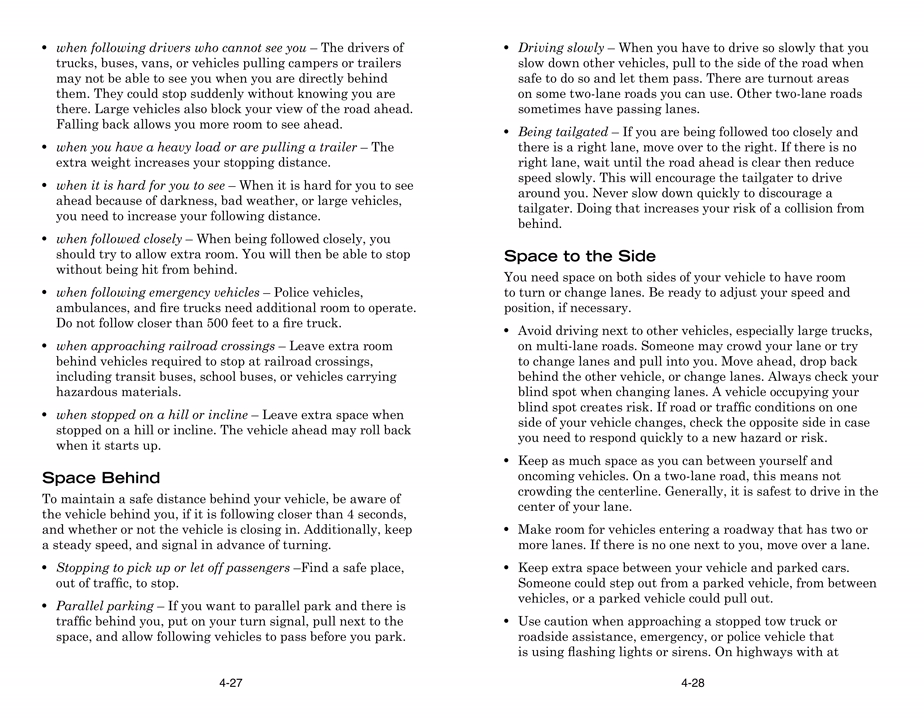 • when following drivers who cannot see you – The drivers of
trucks, buses, vans, or vehicles pulling campers or trailers
may not be able to see you when you are directly behind
them. They could stop suddenly without knowing you are
there. Large vehicles also block your view of the road ahead.
Falling back allows you more room to see ahead.
• when you have a heavy load or are pulling a trailer – The
extra weight increases your stopping distance.
• when it is hard for you to see – When it is hard for you to see
ahead because of darkness, bad weather, or large vehicles,
you need to increase your following distance.
• when followed closely – When being followed closely, you
should try to allow extra room. You will then be able to stop
without being hit from behind.
• when following emergency vehicles – Police vehicles,
ambulances, and fire trucks need additional room to operate.
Do not follow closer than 500 feet to a fire truck.
• when approaching railroad crossings – Leave extra room
behind vehicles required to stop at railroad crossings,
including transit buses, school buses, or vehicles carrying
hazardous materials.
• when stopped on a hill or incline – Leave extra space when
stopped on a hill or incline. The vehicle ahead may roll back
when it starts up.
Space Behind
To maintain a safe distance behind your vehicle, be aware of
the vehicle behind you, if it is following closer than 4 seconds,
and whether or not the vehicle is closing in. Additionally, keep
a steady speed, and signal in advance of turning.
• Stopping to pick up or let off passengers –Find a safe place,
out of traffic, to stop.
• Parallel parking – If you want to parallel park and there is
traffic behind you, put on your turn signal, pull next to the
space, and allow following vehicles to pass before you park.
4-27
• Driving slowly – When you have to drive so slowly that you
slow down other vehicles, pull to the side of the road when
safe to do so and let them pass. There are turnout areas
on some two-lane roads you can use. Other two-lane roads
sometimes have passing lanes.
• Being tailgated – If you are being followed too closely and
there is a right lane, move over to the right. If there is no
right lane, wait until the road ahead is clear then reduce
speed slowly. This will encourage the tailgater to drive
around you. Never slow down quickly to discourage a
tailgater. Doing that increases your risk of a collision from
behind.
Space to the Side
You need space on both sides of your vehicle to have room
to turn or change lanes. Be ready to adjust your speed and
position, if necessary.
• Avoid driving next to other vehicles, especially large trucks,
on multi-lane roads. Someone may crowd your lane or try
to change lanes and pull into you. Move ahead, drop back
behind the other vehicle, or change lanes. Always check your
blind spot when changing lanes. A vehicle occupying your
blind spot creates risk. If road or traffic conditions on one
side of your vehicle changes, check the opposite side in case
you need to respond quickly to a new hazard or risk.
• Keep as much space as you can between yourself and
oncoming vehicles. On a two-lane road, this means not
crowding the centerline. Generally, it is safest to drive in the
center of your lane.
• Make room for vehicles entering a roadway that has two or
more lanes. If there is no one next to you, move over a lane.
• Keep extra space between your vehicle and parked cars.
Someone could step out from a parked vehicle, from between
vehicles, or a parked vehicle could pull out.
• Use caution when approaching a stopped tow truck or
roadside assistance, emergency, or police vehicle that
is using flashing lights or sirens. On highways with at
4-28